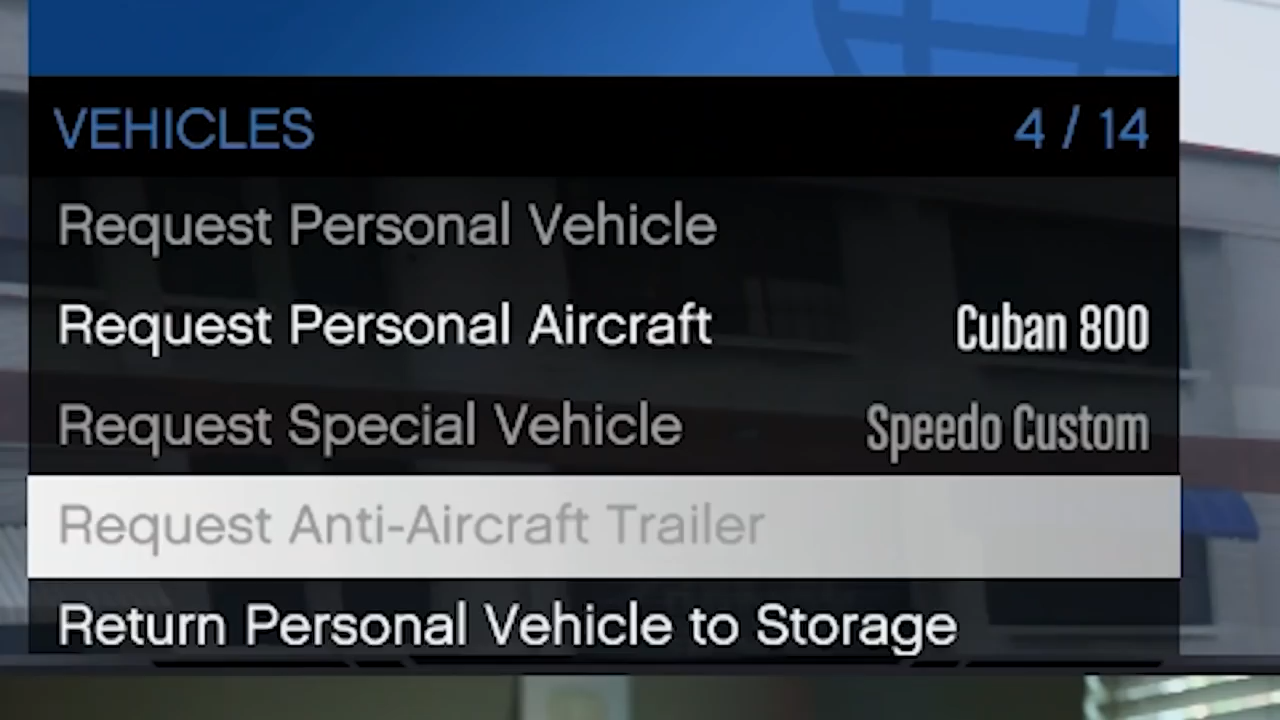 VEHICLES 4 / 14
Request Personal Vehicle
Request Personal Aircraft Cuban 800
Request Special Vehicle Speedo Custom
Request Anti-Aircraft Trailer
Return Personal Vehicle to Storage